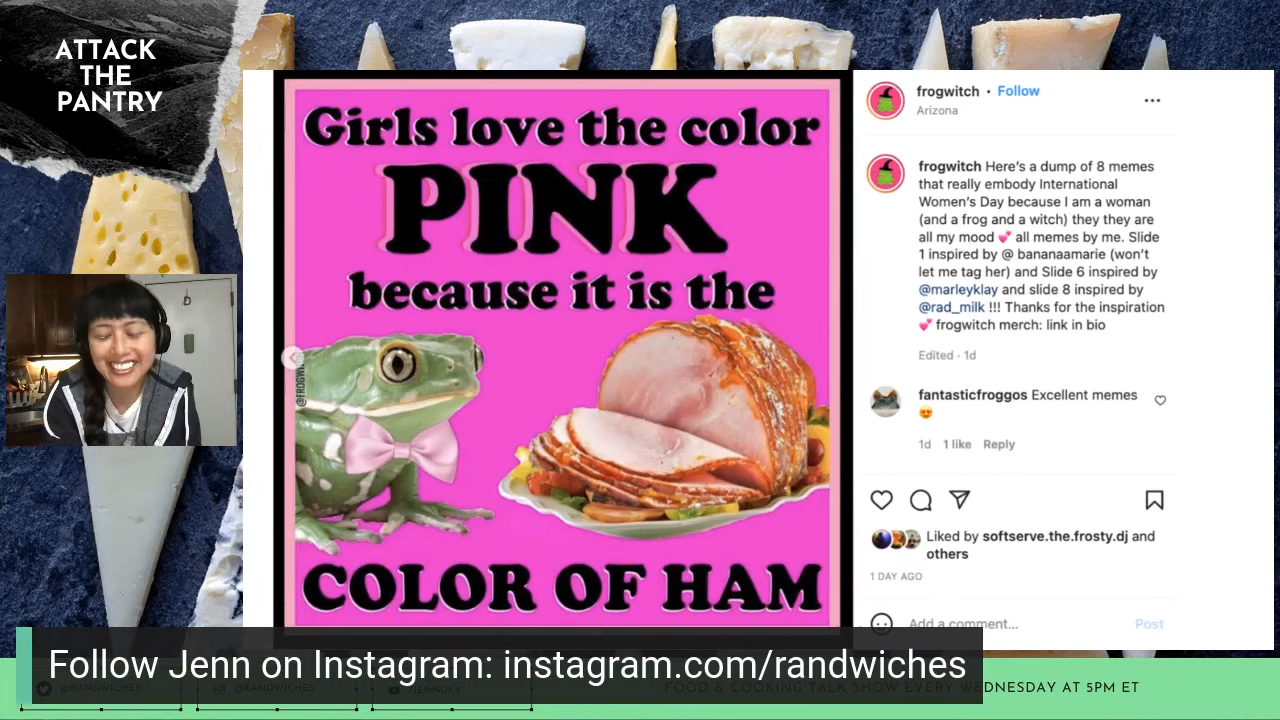 ATTACK
THE
PANTRY
Girls love the color
PINK
because it is the
COLOR OF HAM
frogwitch • Follow
Arizona
frogwitch Here's a dump of 8 memes
that really embody International
Women's Day because I am a woman
(and a frog and a witch) they they are
all my mood 💕 all memes by me. Slide
1 inspired by @ bananaamarie (won't
let me tag her) and Slide 6 inspired by
@marleyklay and slide 8 inspired by
@rad_milk !!! Thanks for the inspiration
💕 frogwitch merch: link in bio
Edited · 1d
fantasticfroggos Excellent memes
😍
1d 1 like Reply
Liked by softserve.the.frosty.dj and
others
1 DAY AGO
Add a comment... Post
Follow Jenn on Instagram: instagram.com/randwiches
@RANDWICHES @RANDWICHES /JENNDEV FOOD & COOKING TALK SHOW EVERY WEDNESDAY AT 5PM ET